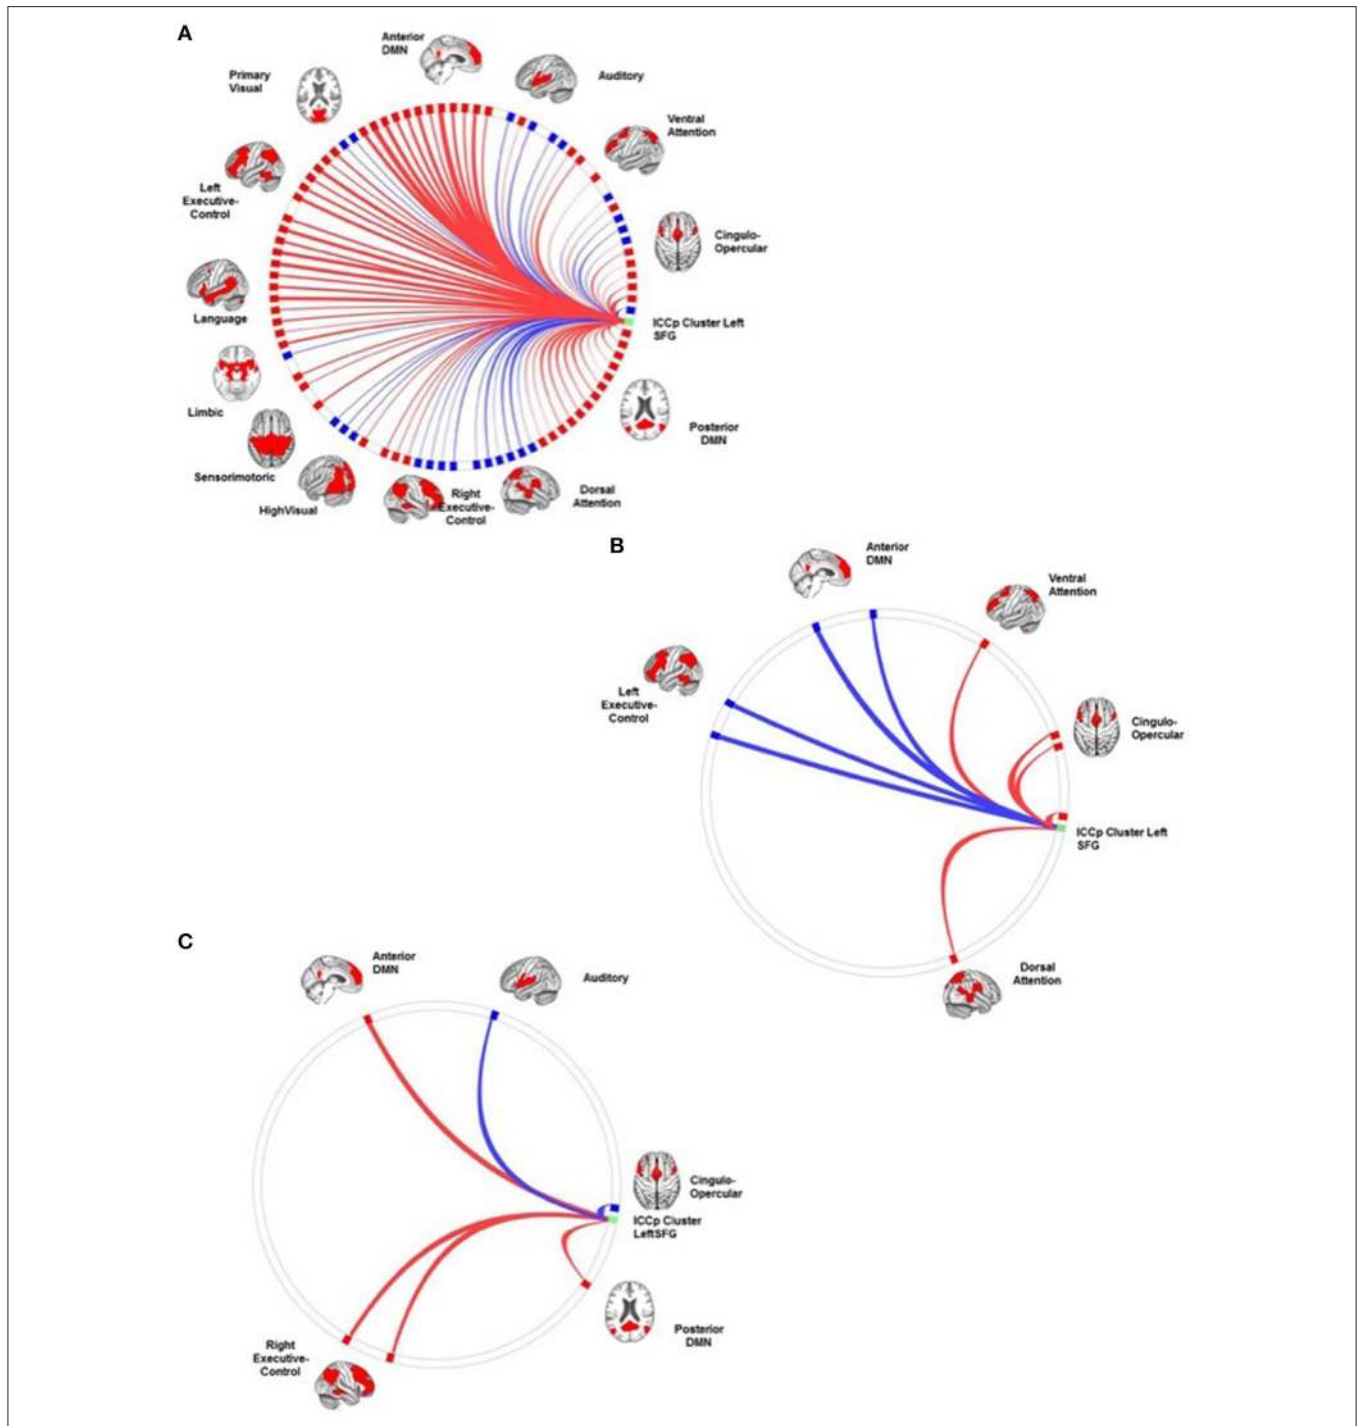 A
Anterior
DMN
Auditory
Primary
Visual
Ventral
Attention
Left
Executive-
Control
Cingulo-
Opercular
Language
ICCp Cluster Left
SFG
Limbic
Posterior
DMN
Sensorimotoric
HighVisual
Right
Executive-
Control
Dorsal
Attention
B
Anterior
DMN
Ventral
Attention
Left
Executive-
Control
Cingulo-
Opercular
ICCp Cluster Left
SFG
Dorsal
Attention
C
Anterior
DMN
Auditory
Cingulo-
Opercular
ICCp Cluster
LeftSFG
Posterior
DMN
Right
Executive-
Control